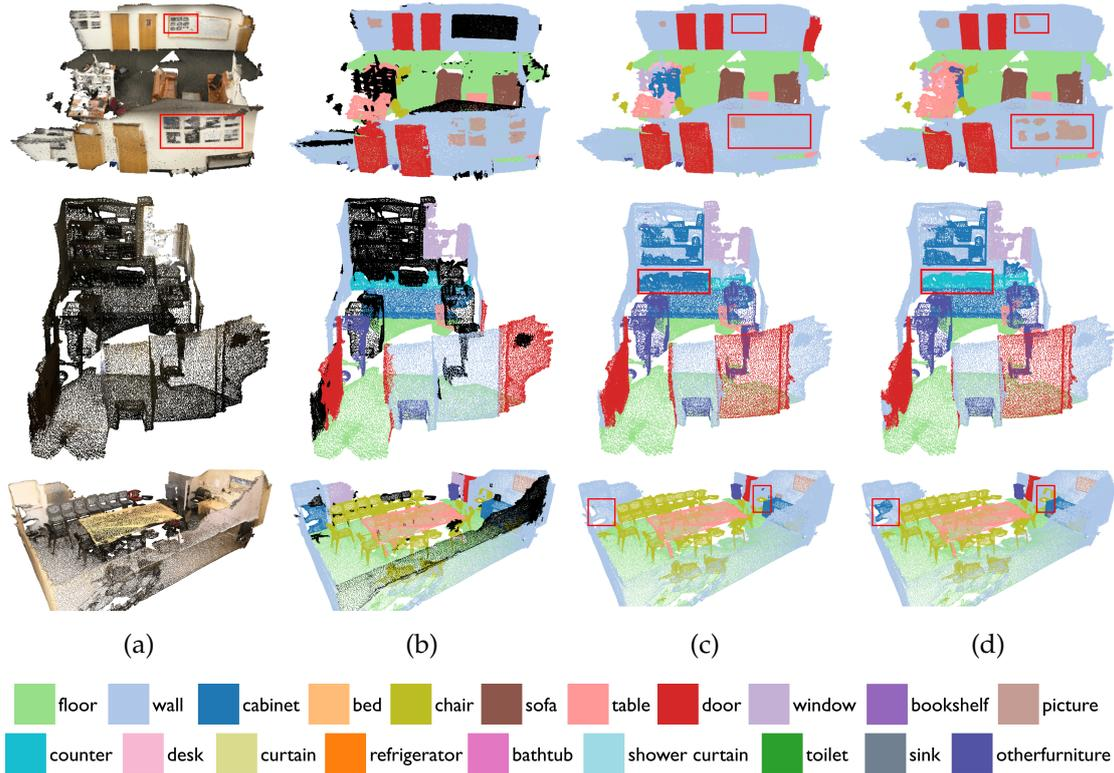 (a) (b) (c) (d)
floor wall cabinet bed chair sofa table door window bookshelf picture
counter desk curtain refrigerator bathtub shower curtain toilet sink otherfurniture